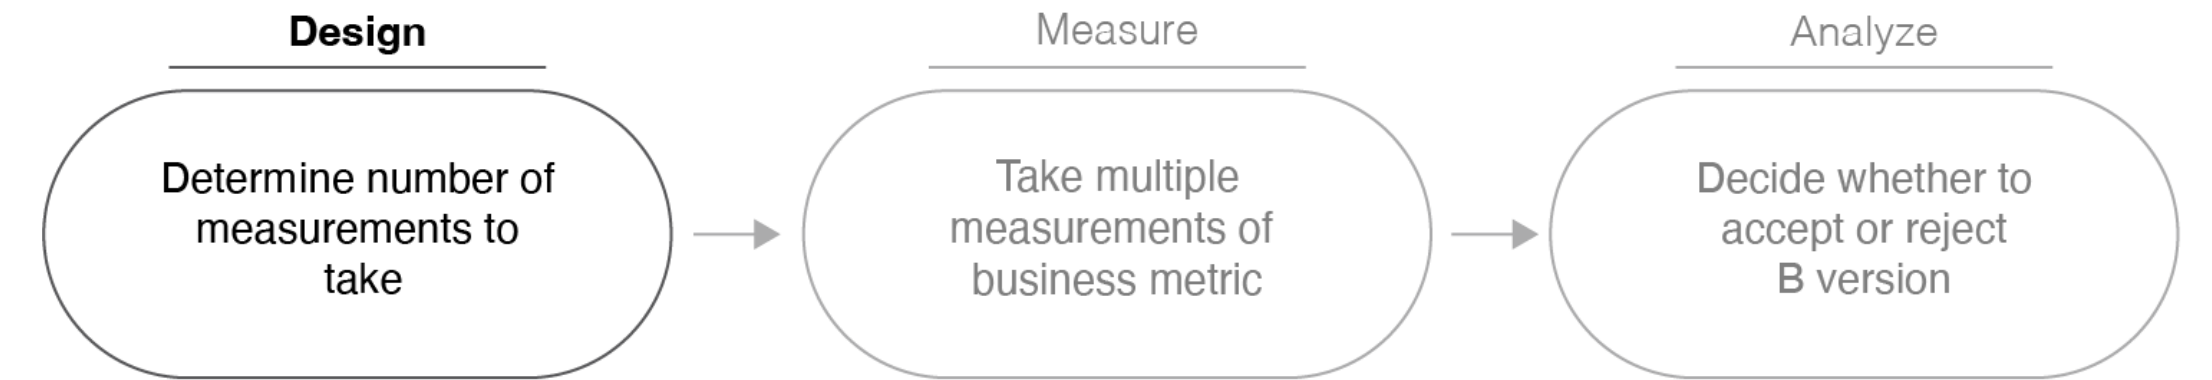 Design
Determine number of
measurements to
take
Measure
Take multiple
measurements of
business metric
Analyze
Decide whether to
accept or reject
B version